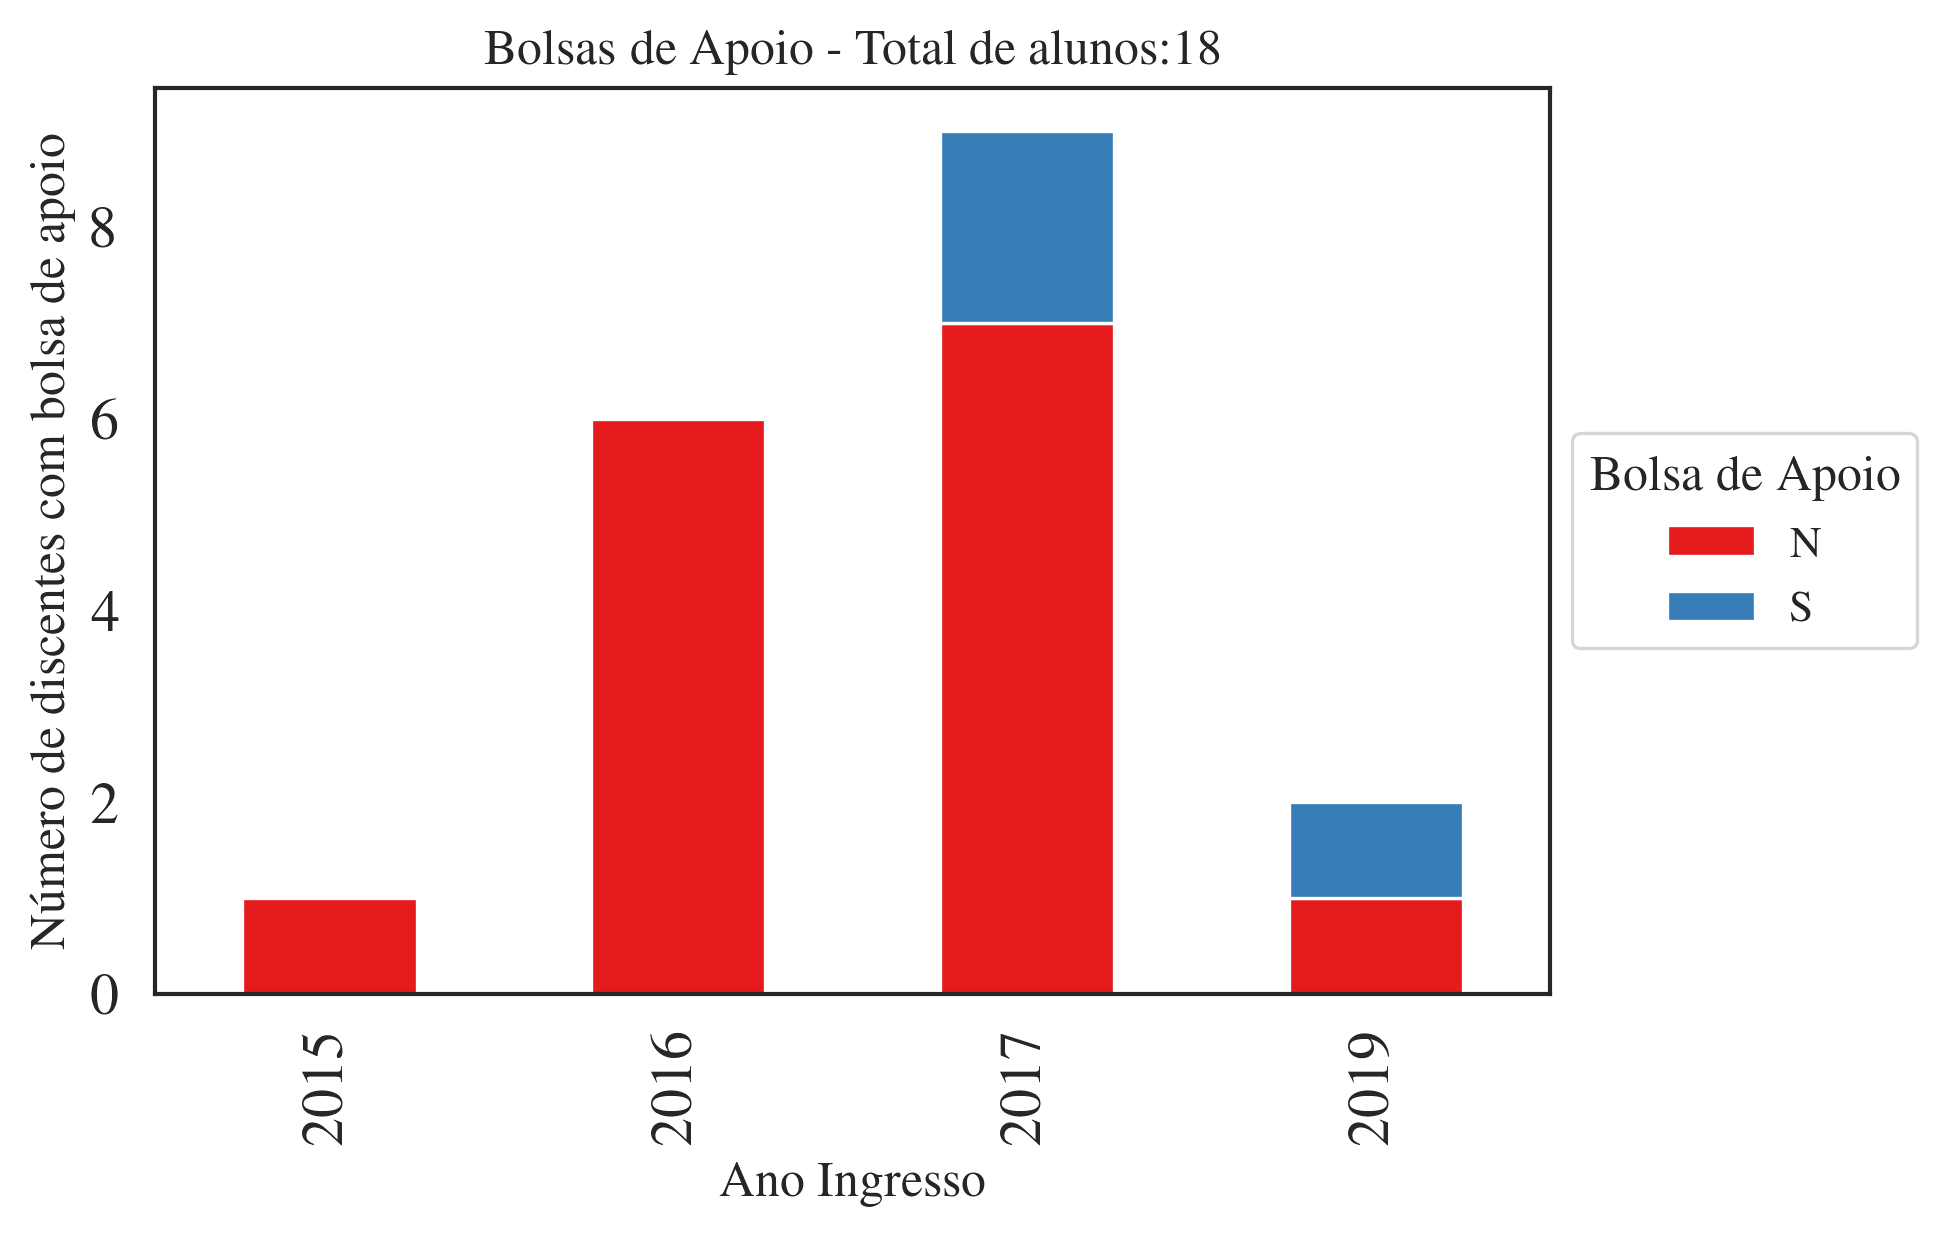 Bolsas de Apoio - Total de alunos:18
Número de discentes com bolsa de apoio
8
6
4
2
0
2015
2016
2017
2019
Ano Ingresso
Bolsa de Apoio
N
S